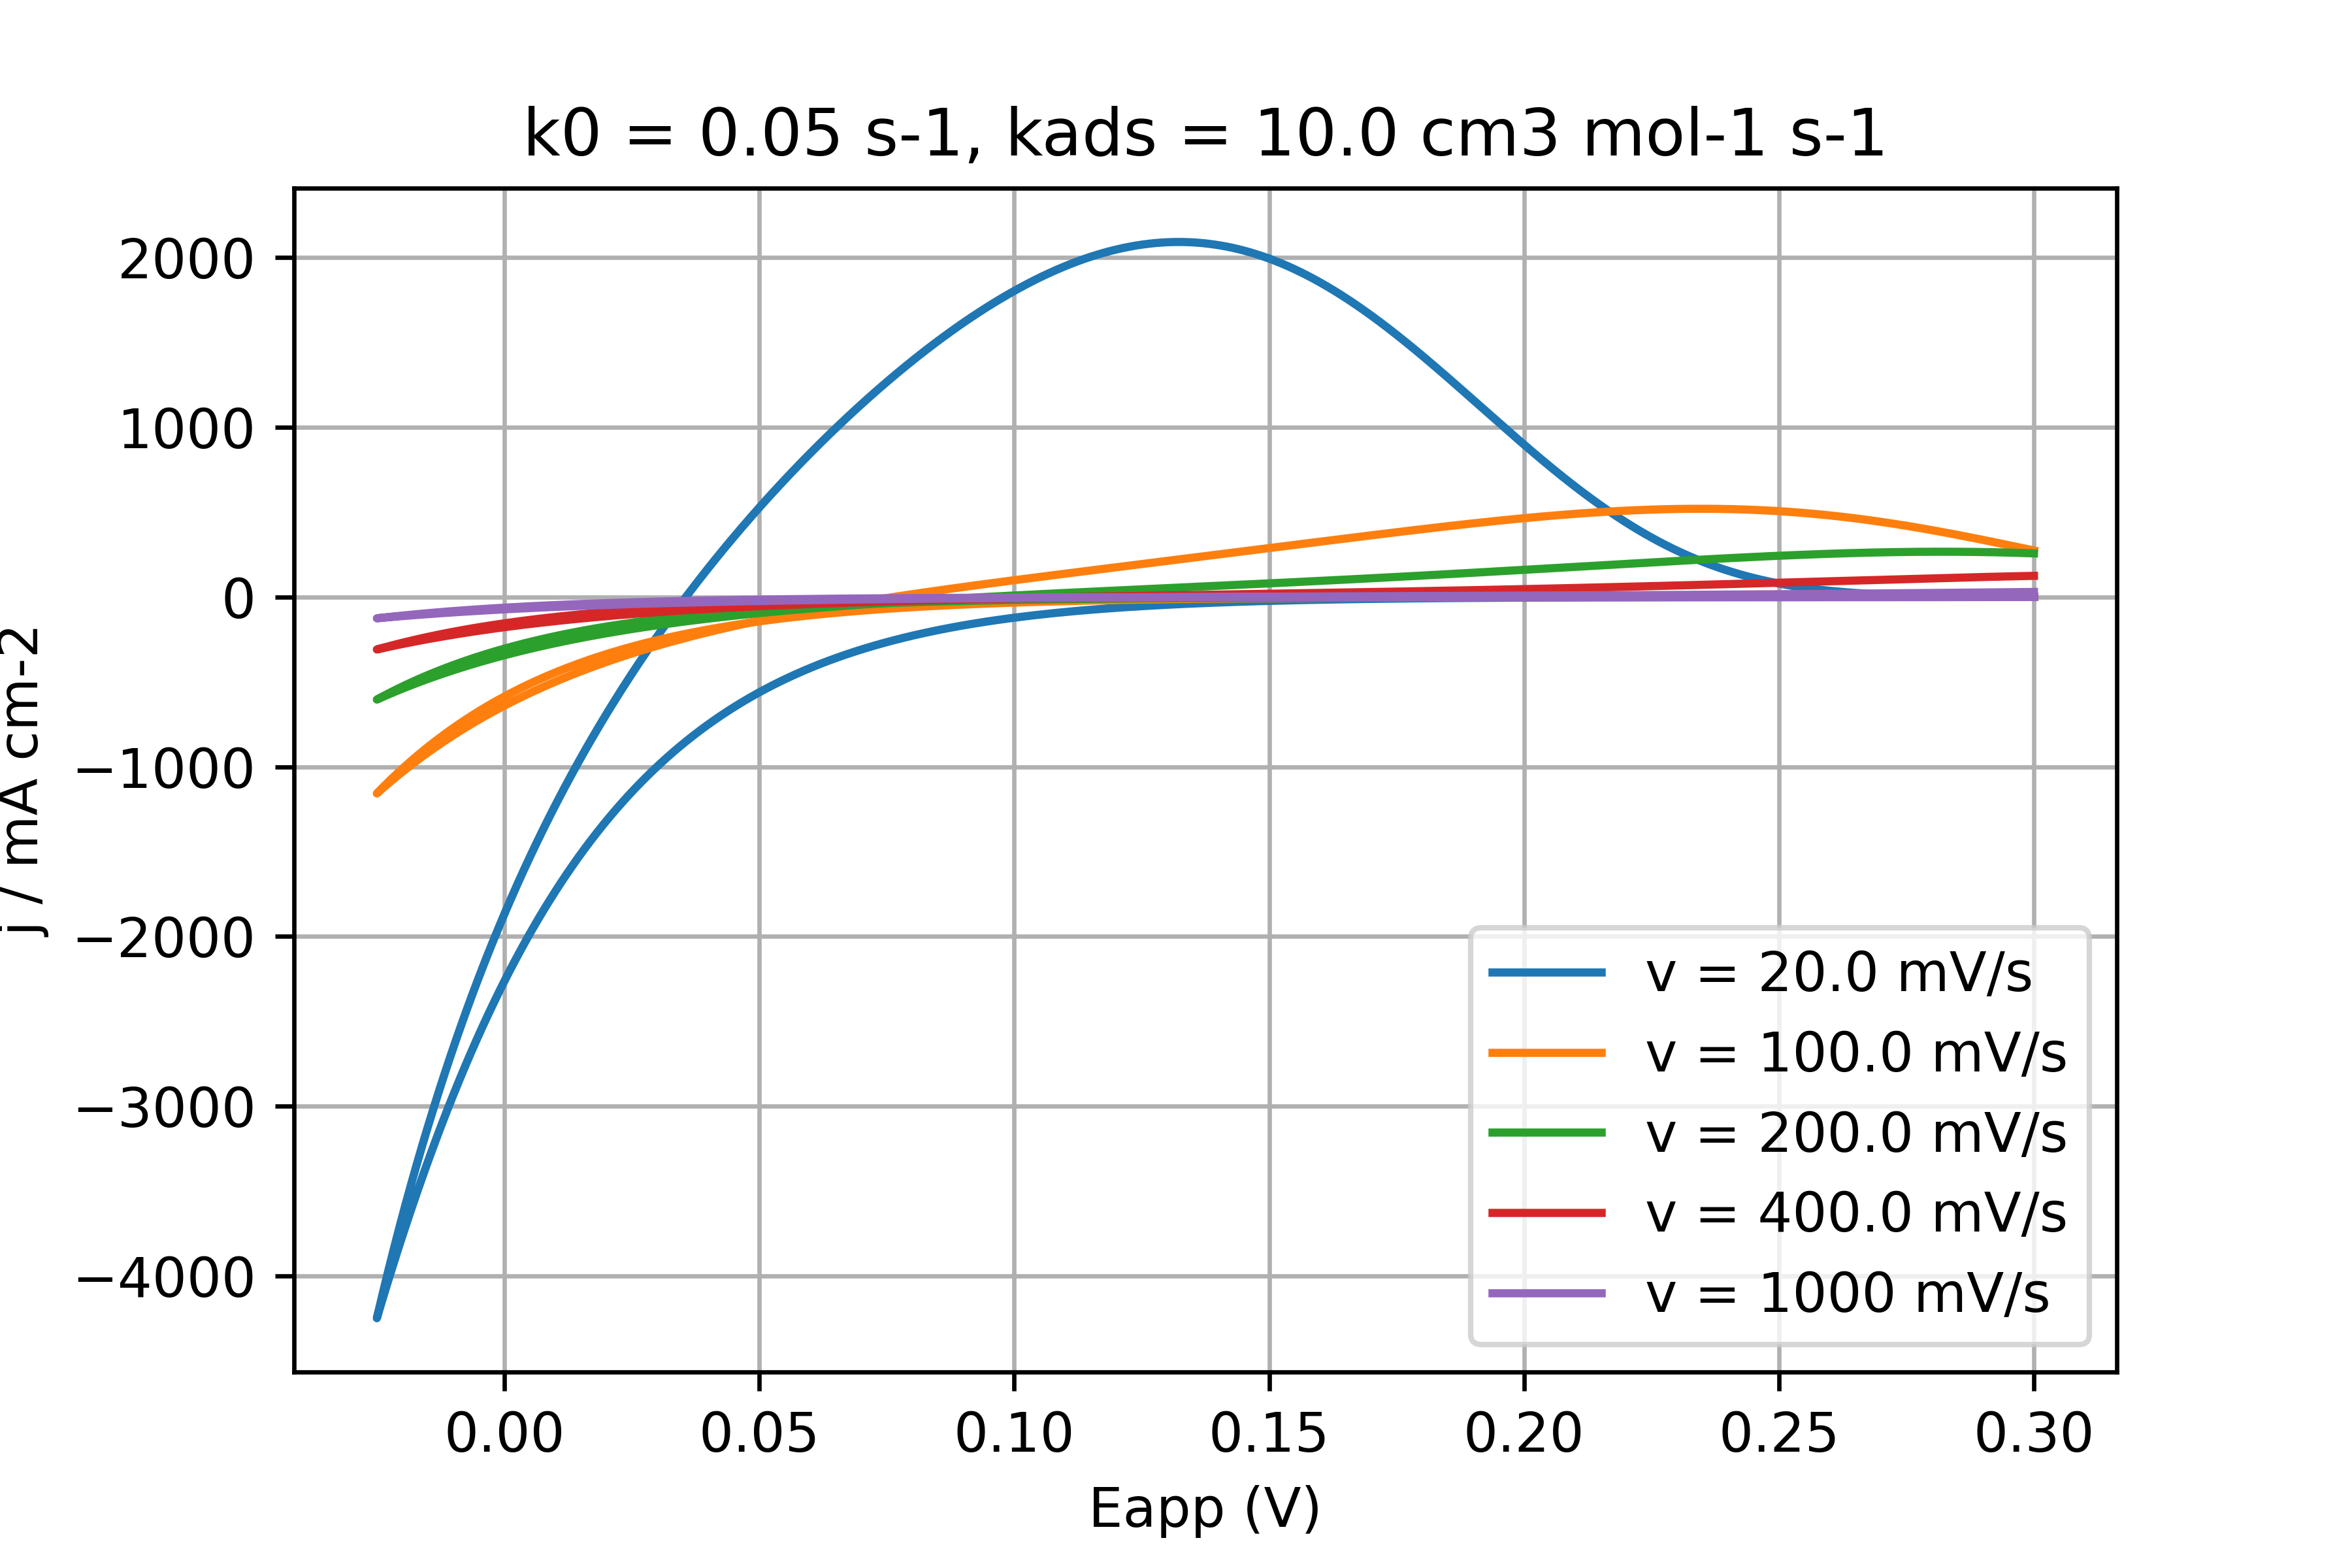 k0 = 0.05 s-1, kads = 10.0 cm3 mol-1 s-1
j / mA cm-2
2000
1000
0
−1000
−2000
−3000
−4000
v = 20.0 mV/s
v = 100.0 mV/s
v = 200.0 mV/s
v = 400.0 mV/s
v = 1000 mV/s
0.00 0.05 0.10 0.15 0.20 0.25 0.30
Eapp (V)